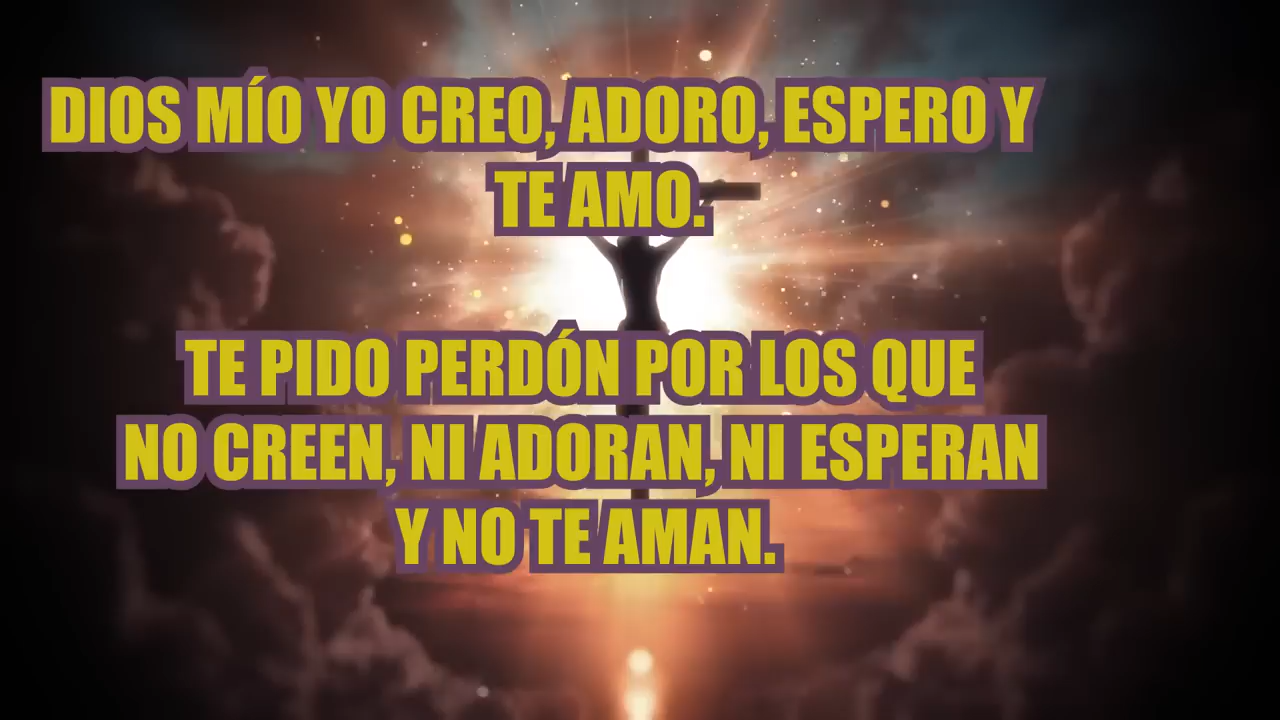 DIOS MÍO YO CREO, ADORO, ESPERO Y
TE AMO.
TE PIDO PERDÓN POR LOS QUE
NO CREEN, NI ADORAN, NI ESPERAN
Y NO TE AMAN.